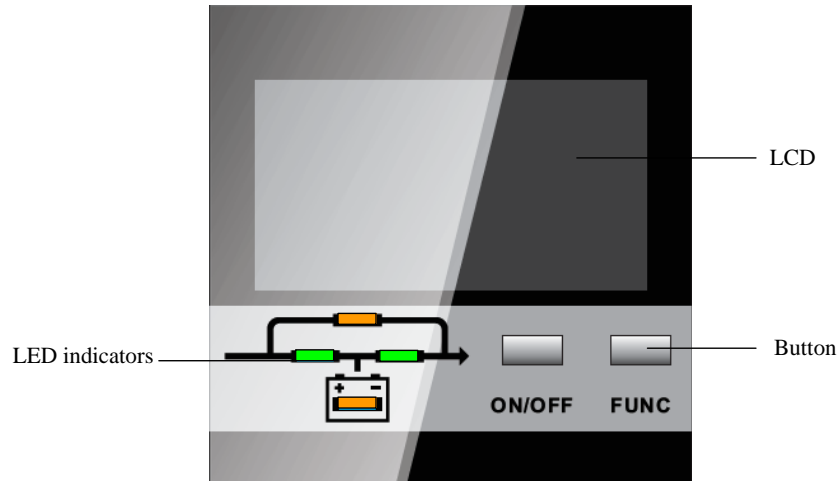 LCD
LED indicators
Button
+ −
ON/OFF FUNC